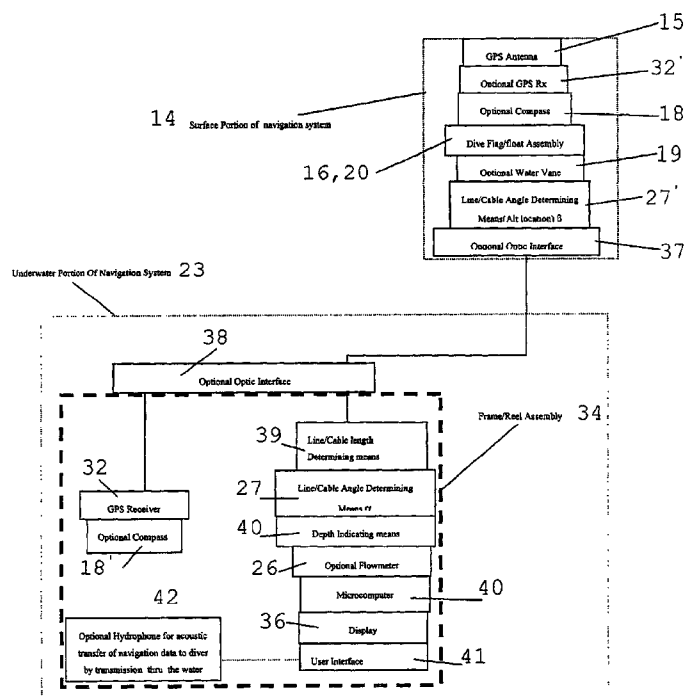 15
GPS Antenna
32'
Optional GPS Rx
18
Optional Compass
14 Surface Portion of navigation system
Dive Flag/float Assembly
16,20
19
Optional Water Vane
27'
Line/Cable Angle Determining
Means(Alt location) β
37
Optional Optic Interface
Underwater Portion Of Navigation System 23
38
Optional Optic Interface
Frame/Reel Assembly 34
39
Line/Cable length
Determining means
27
Line/Cable Angle Determining
Means
32
GPS Receiver
40
Depth Indicating means
Optional Compass
18'
26
Optional Flowmeter
40
Microcomputer
42
36
Display
Optional Hydrophone for acoustic
transfer of navigation data to diver
by transmission thru the water
User Interface
41